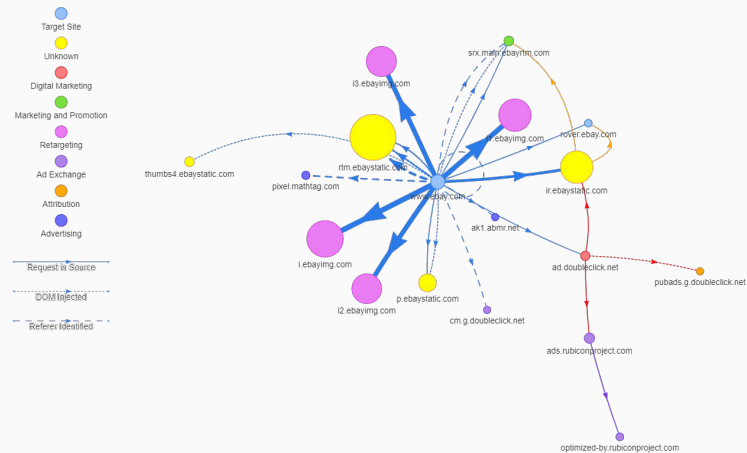 Target Site
Unknown
Digital Marketing
Marketing and Promotion
Retargeting
Ad Exchange
Attribution
Advertising
Request in Source
DOM Injected
Referer Identified
srx.main.ebayrtm.com
i3.ebayimg.com
ebayimg.com
rover.ebay.com
rtm.ebaystatic.com
thumbs4.ebaystatic.com
pixel.mathtag.com
www.ebay.com
ir.ebaystatic.com
ak1.abmr.net
i.ebayimg.com
ad.doubleclick.net
pubads.g.doubleclick.net
i2.ebayimg.com
p.ebaystatic.com
cm.g.doubleclick.net
ads.rubiconproject.com
optimized-by.rubiconproject.com